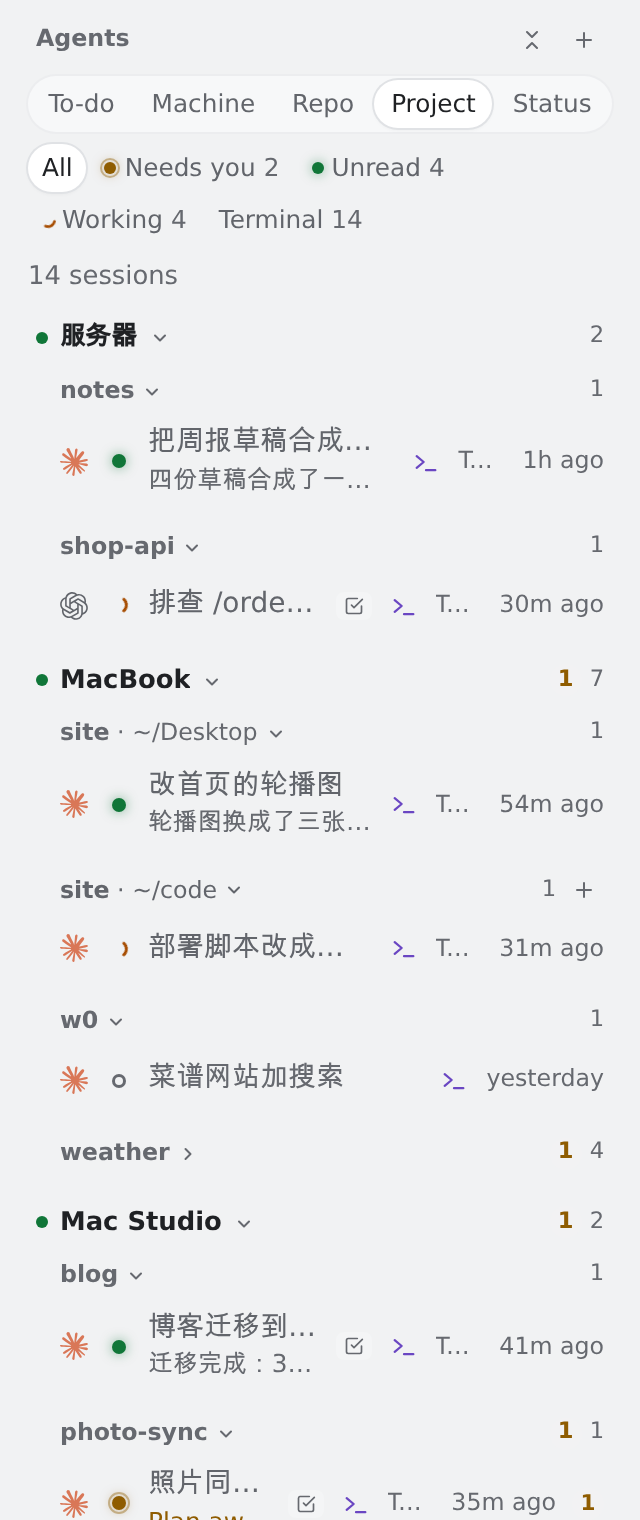 Agents
To-do Machine Repo Project Status
All Needs you 2 Unread 4
Working 4 Terminal 14
14 sessions
服务器 2
notes 1
把周报草稿合成… T… 1h ago
四份草稿合成了一…
shop-api 1
排查 /orde… T… 30m ago
MacBook 1 7
site · ~/Desktop 1
改首页的轮播图 T… 54m ago
轮播图换成了三张…
site · ~/code 1 +
部署脚本改成… T… 31m ago
w0 1
菜谱网站加搜索 yesterday
weather 1 4
Mac Studio 1 2
blog 1
博客迁移到… T… 41m ago
迁移完成：3…
photo-sync 1 1
照片同… T… 35m ago 1
Plan aw…